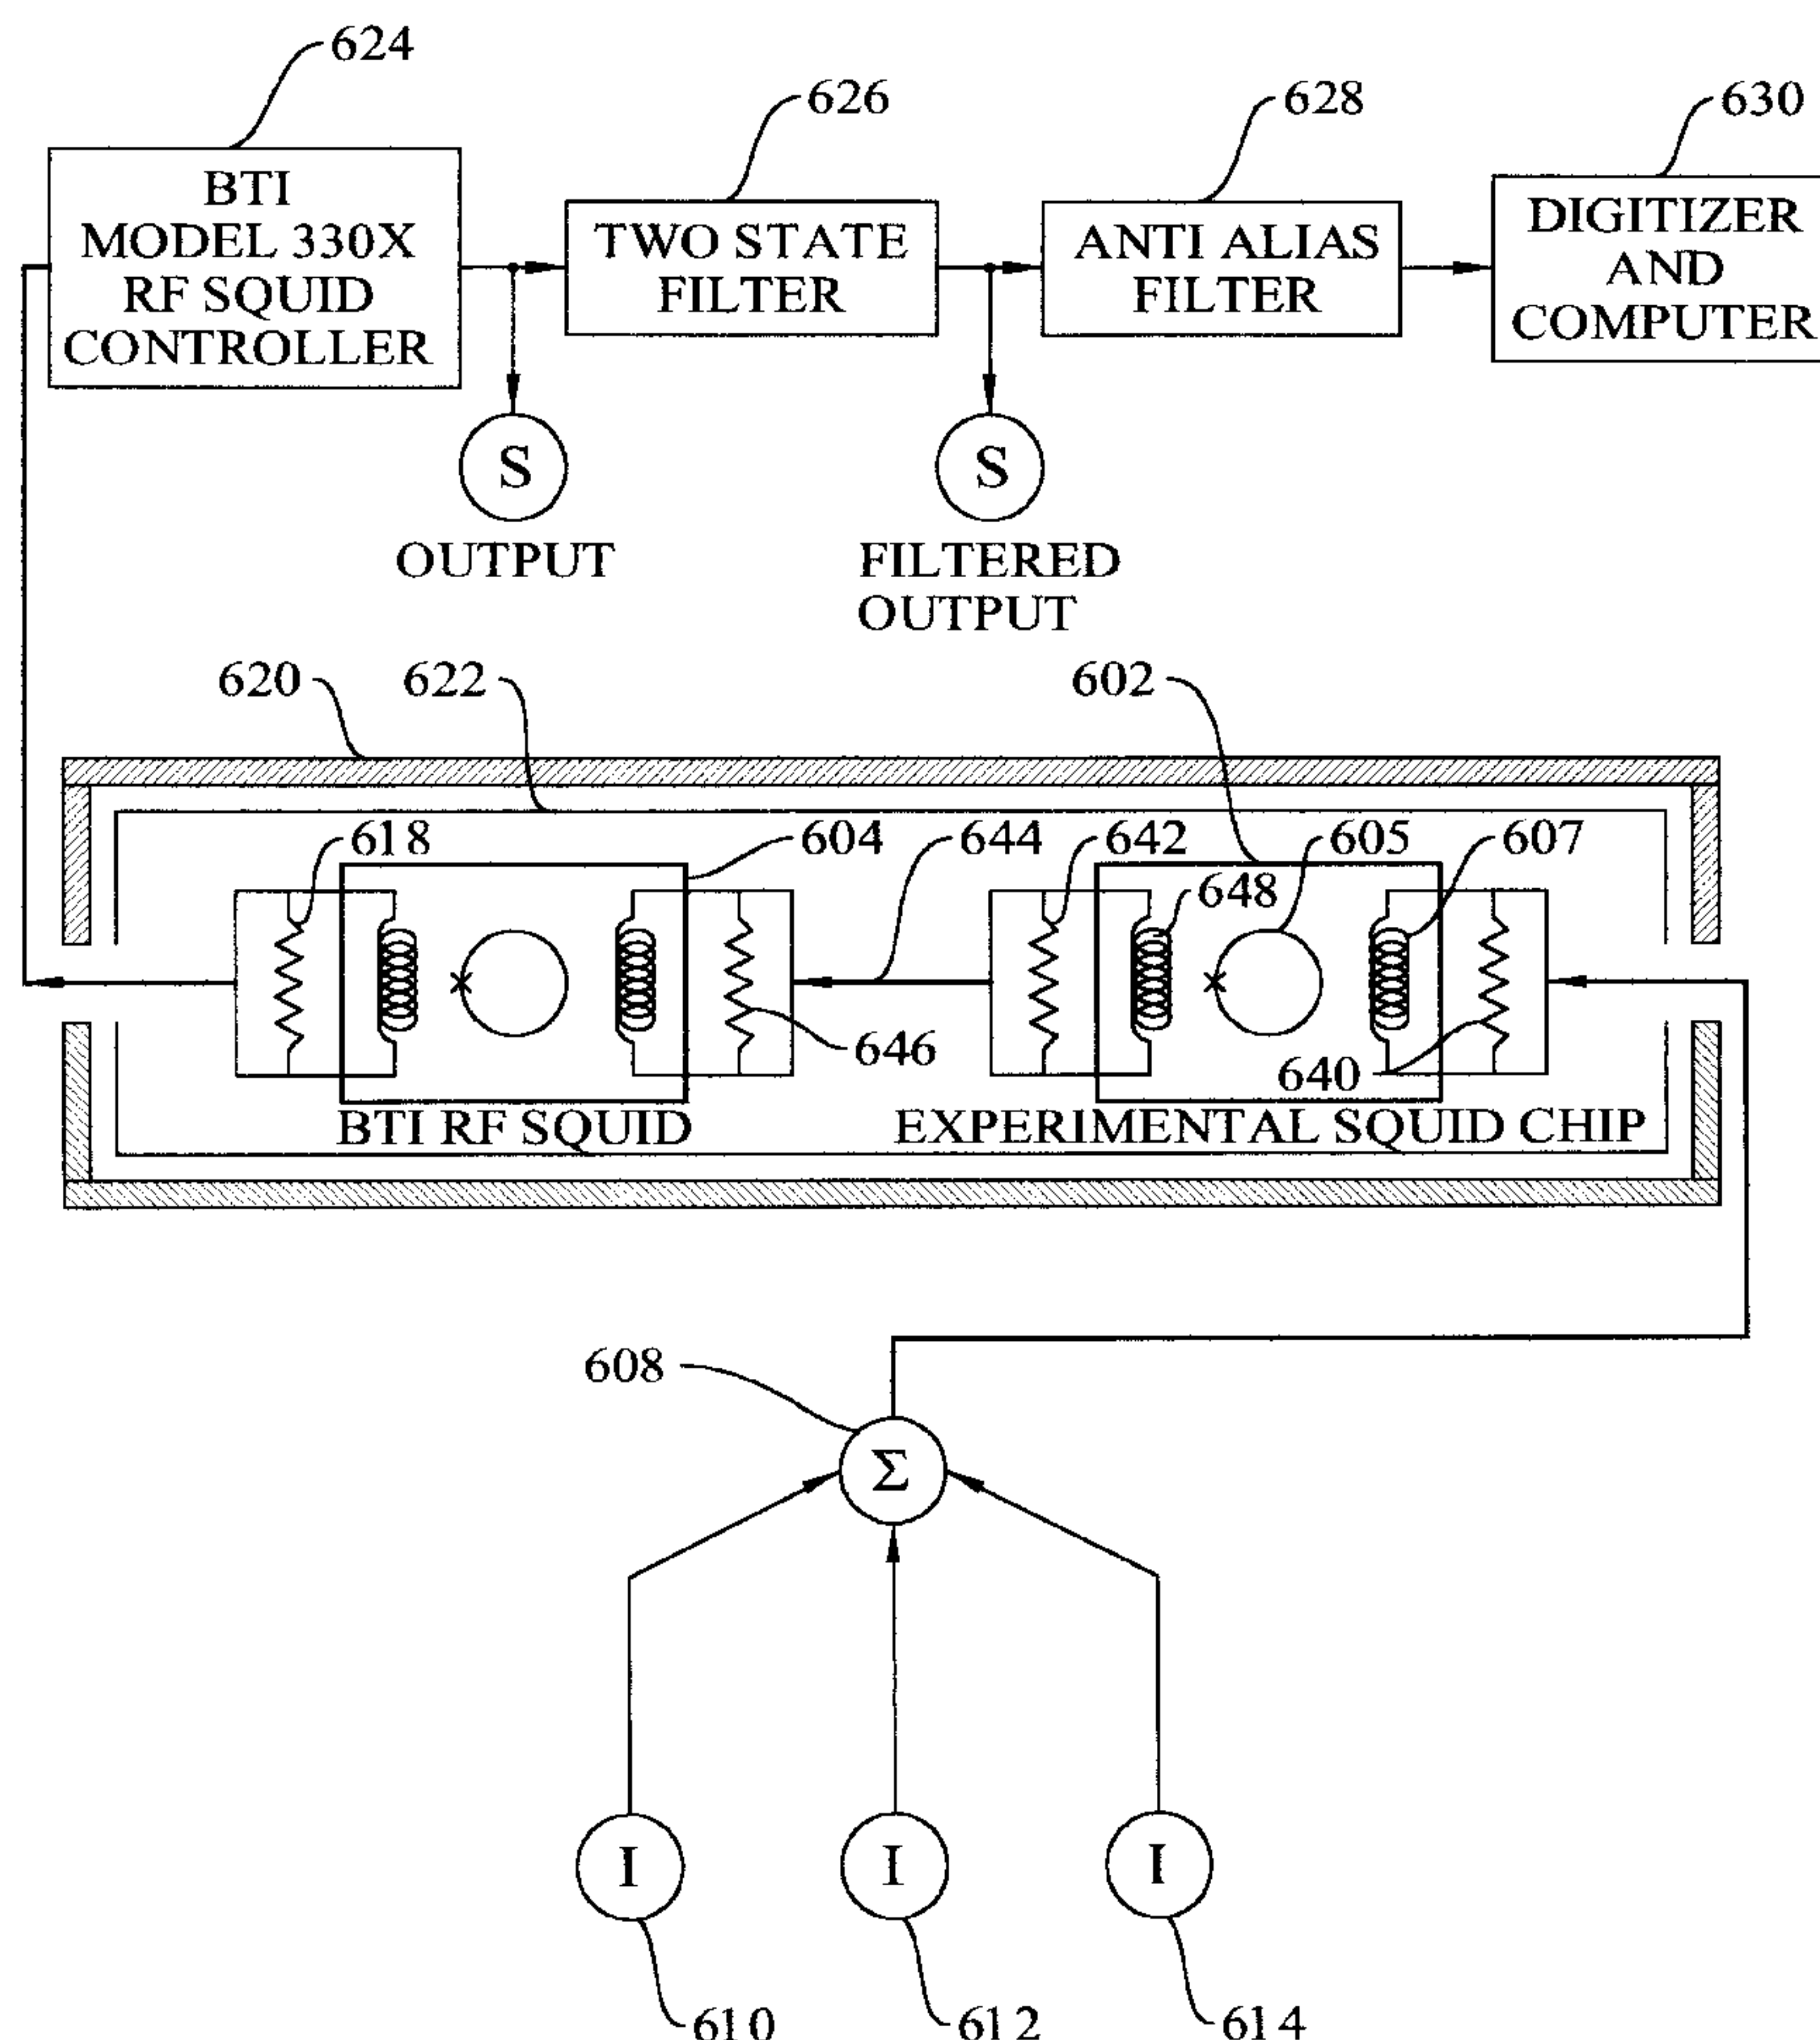 624
626
628
630
BTI
MODEL 330X
RF SQUID
CONTROLLER
TWO STATE
FILTER
ANTI ALIAS
FILTER
DIGITIZER
AND
COMPUTER
S
OUTPUT
S
FILTERED
OUTPUT
620
622
602
618
604
644
642
605
607
648
646
640
BTI RF SQUID
EXPERIMENTAL SQUID CHIP
608
Σ
I
I
I
610
612
614